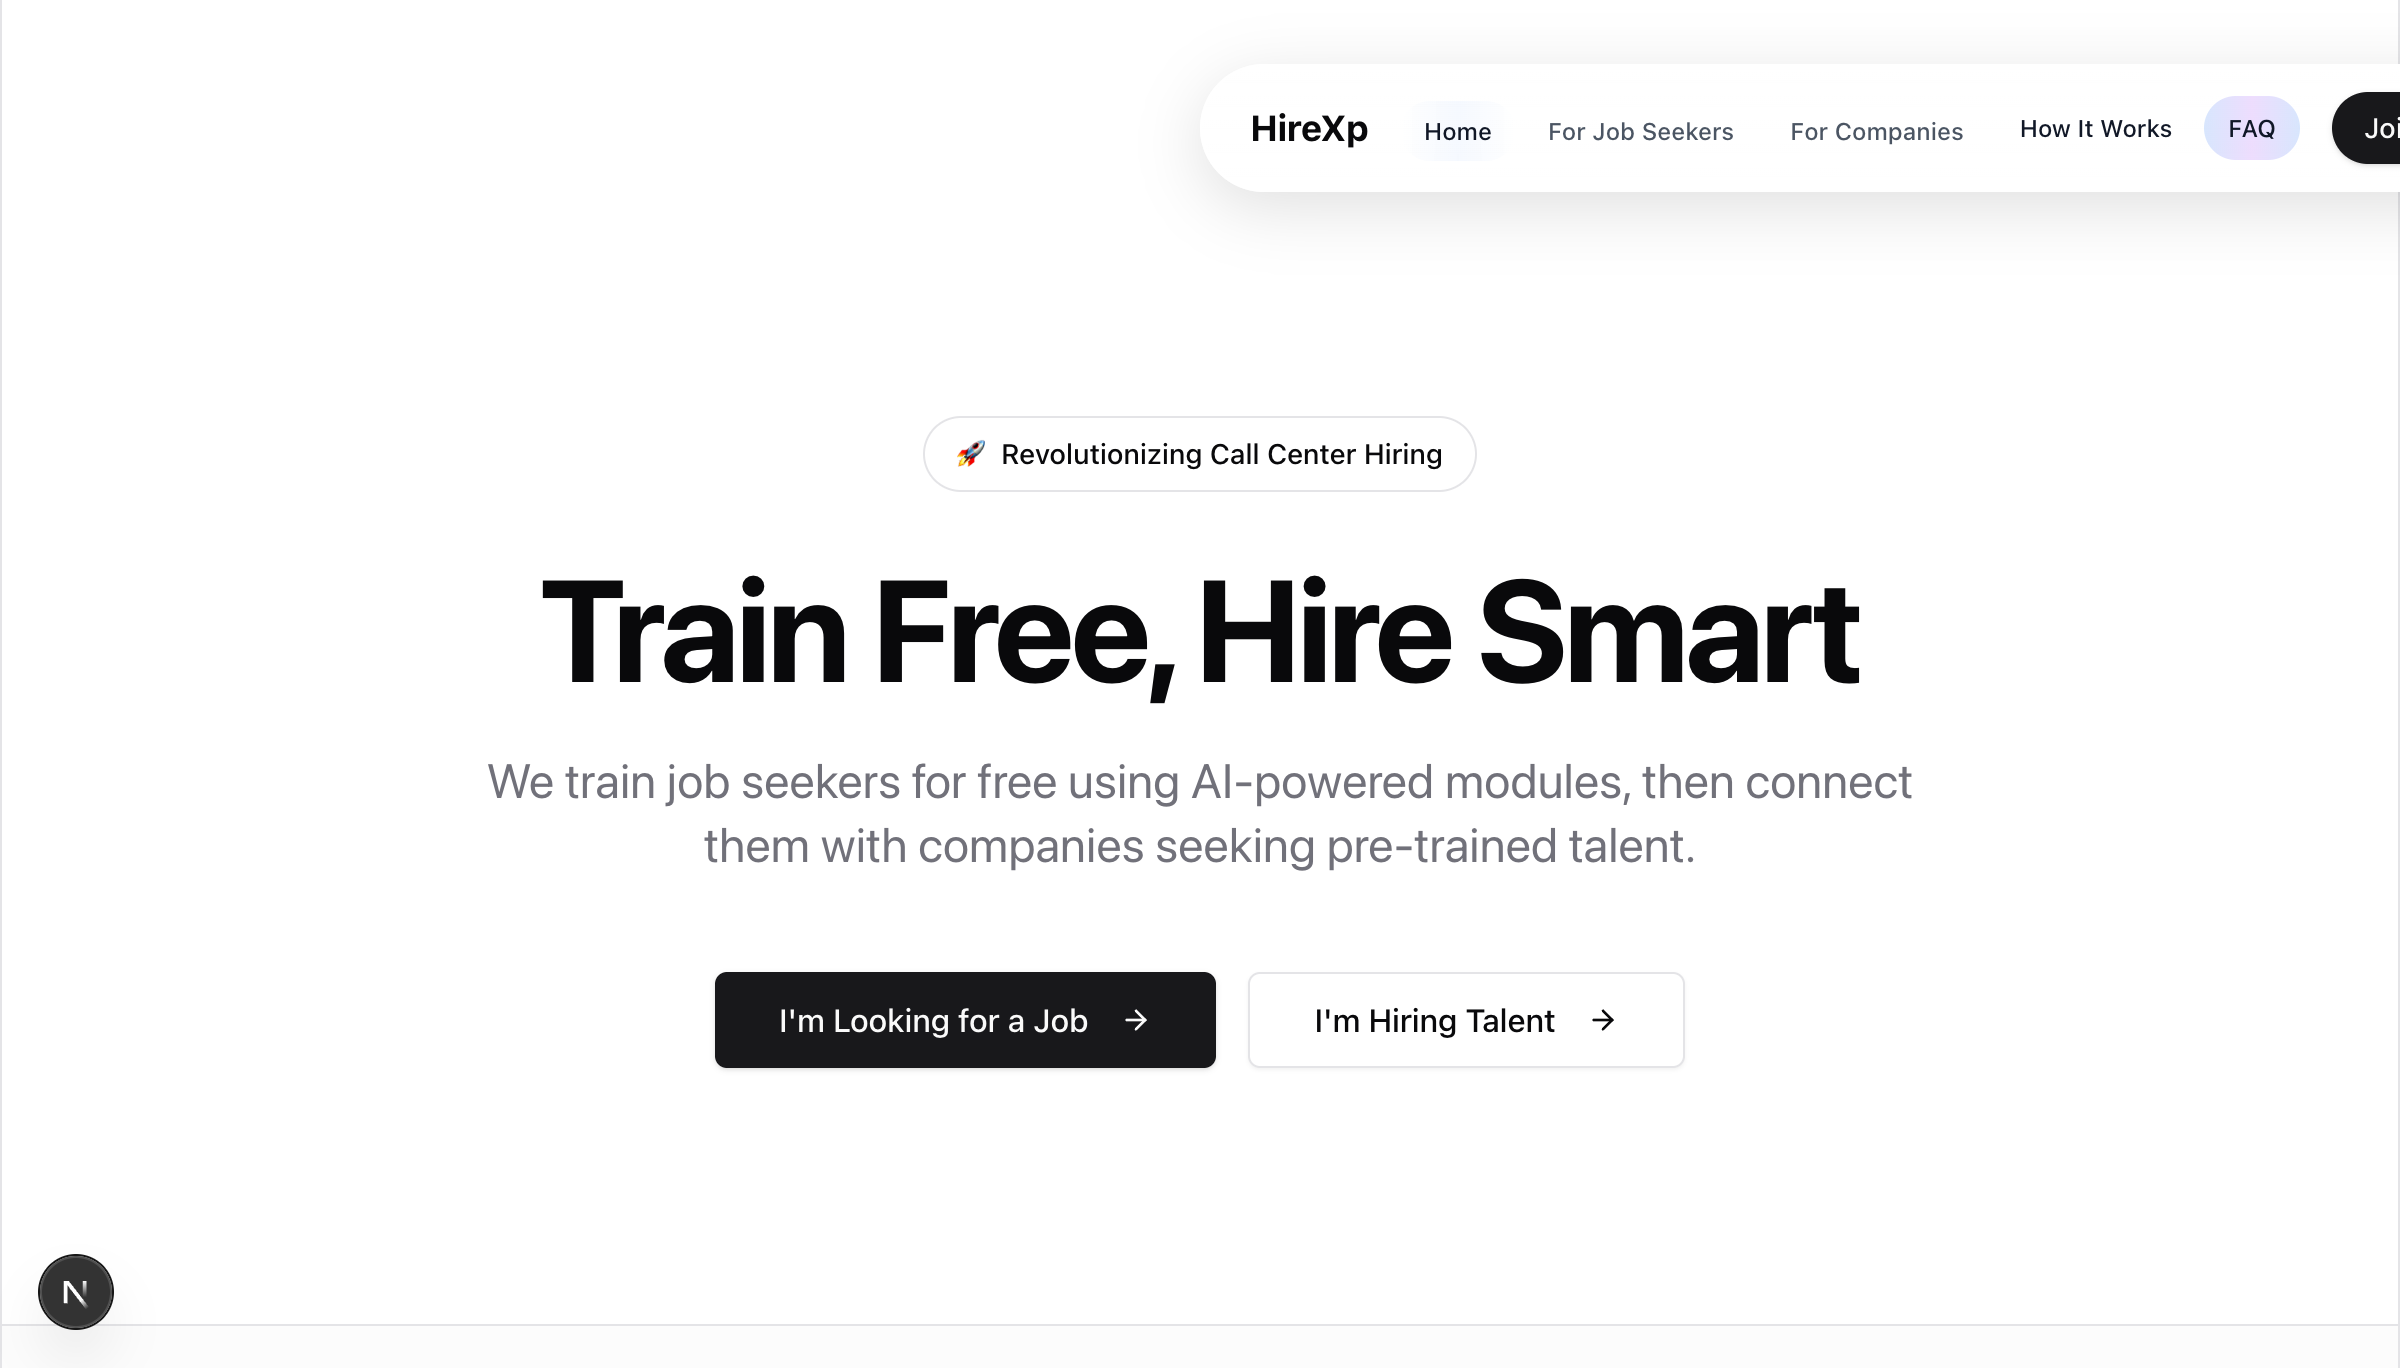 HireXp Home For Job Seekers For Companies How It Works FAQ
🚀 Revolutionizing Call Center Hiring
Train Free, Hire Smart
We train job seekers for free using AI-powered modules, then connect
them with companies seeking pre-trained talent.
I'm Looking for a Job → I'm Hiring Talent →
N